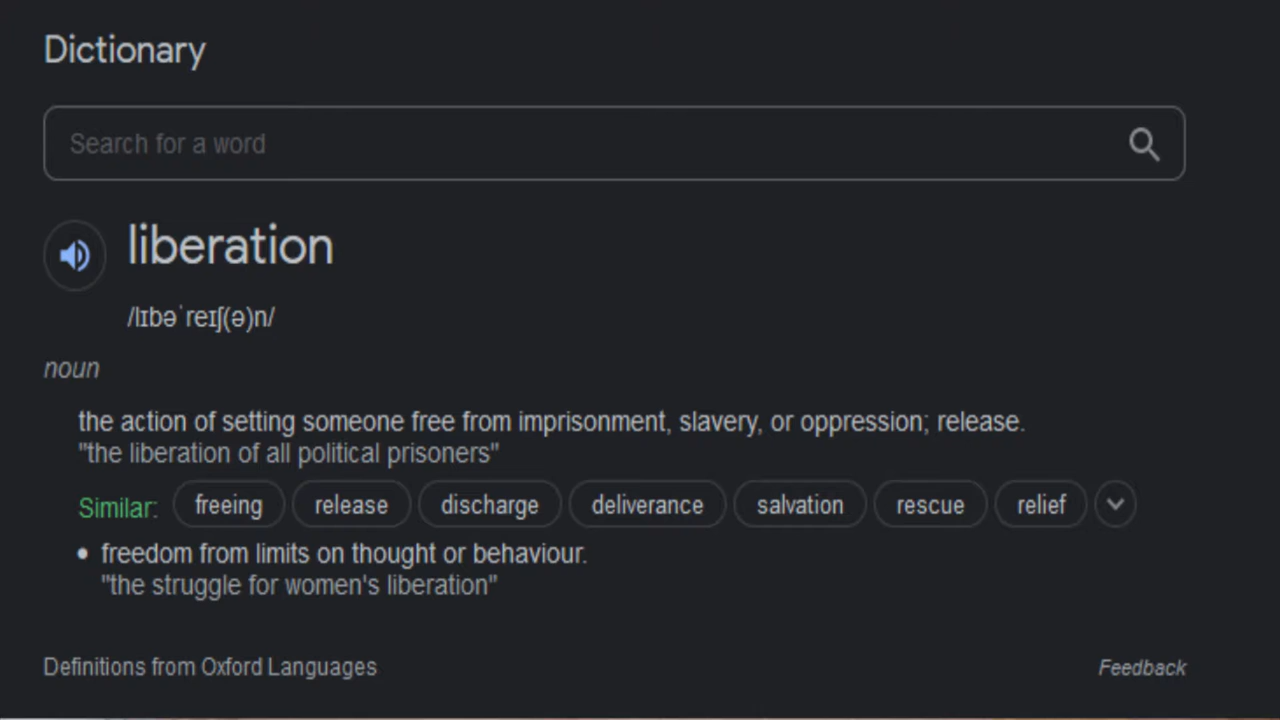 Dictionary
Search for a word
liberation
/lɪbəˈreɪʃ(ə)n/
noun
the action of setting someone free from imprisonment, slavery, or oppression; release.
"the liberation of all political prisoners"
Similar: freeing release discharge deliverance salvation rescue relief
• freedom from limits on thought or behaviour.
"the struggle for women's liberation"
Definitions from Oxford Languages Feedback